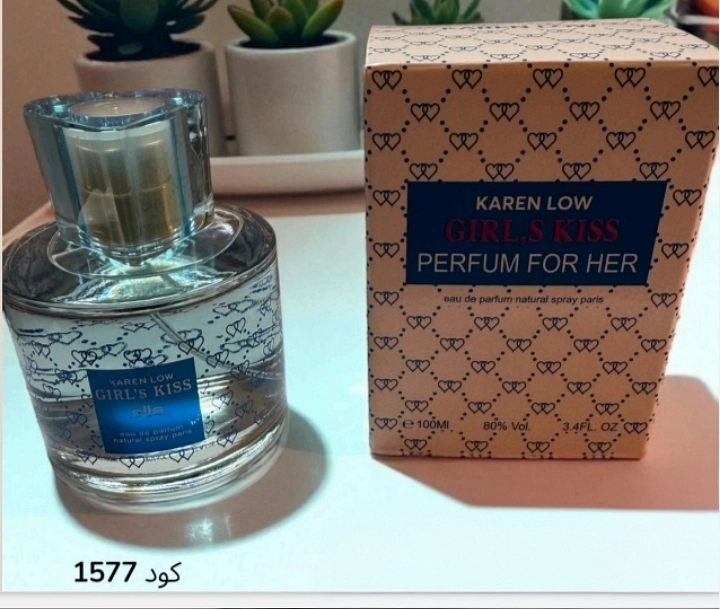 KAREN LOW
GIRL,S KISS
PERFUM FOR HER
eau de parfum natural spray paris
e 100Ml 80% Vol. 3.4FL. OZ
KAREN LOW
GIRL's KISS
eau de parfum
natural spray paris
كود 1577